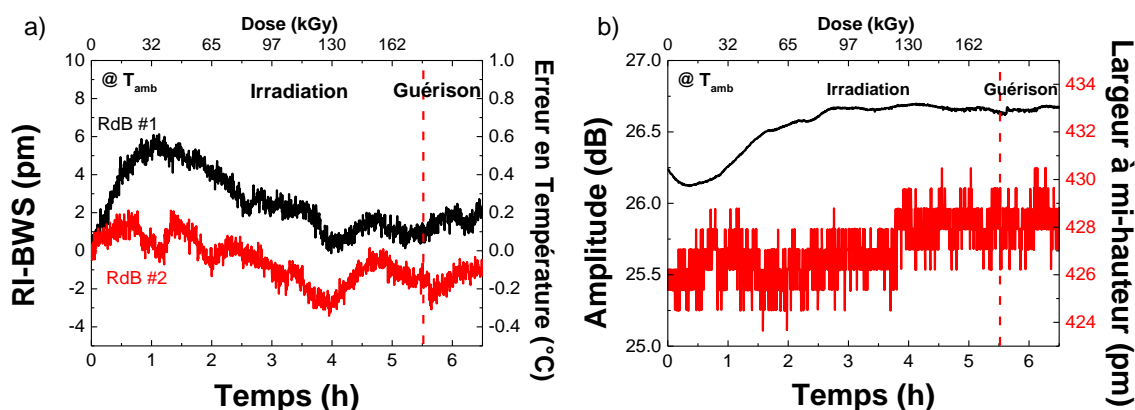 a)
Dose (kGy)
0 32 65 97 130 162
10
8
6
4
2
0
-2
-4
-6
RI-BWS (pm)
@ Tamb
Irradiation
Guérison
RdB #1
RdB #2
1.0
0.8
0.6
0.4
0.2
0.0
-0.2
-0.4
Erreur en Température (°C)
0 1 2 3 4 5 6
Temps (h)
b)
Dose (kGy)
0 32 65 97 130 162
27.0
26.5
26.0
25.5
25.0
Amplitude (dB)
@ Tamb
Irradiation
Guérison
434
432
430
428
426
424
Largeur à mi-hauteur (pm)
0 1 2 3 4 5 6
Temps (h)